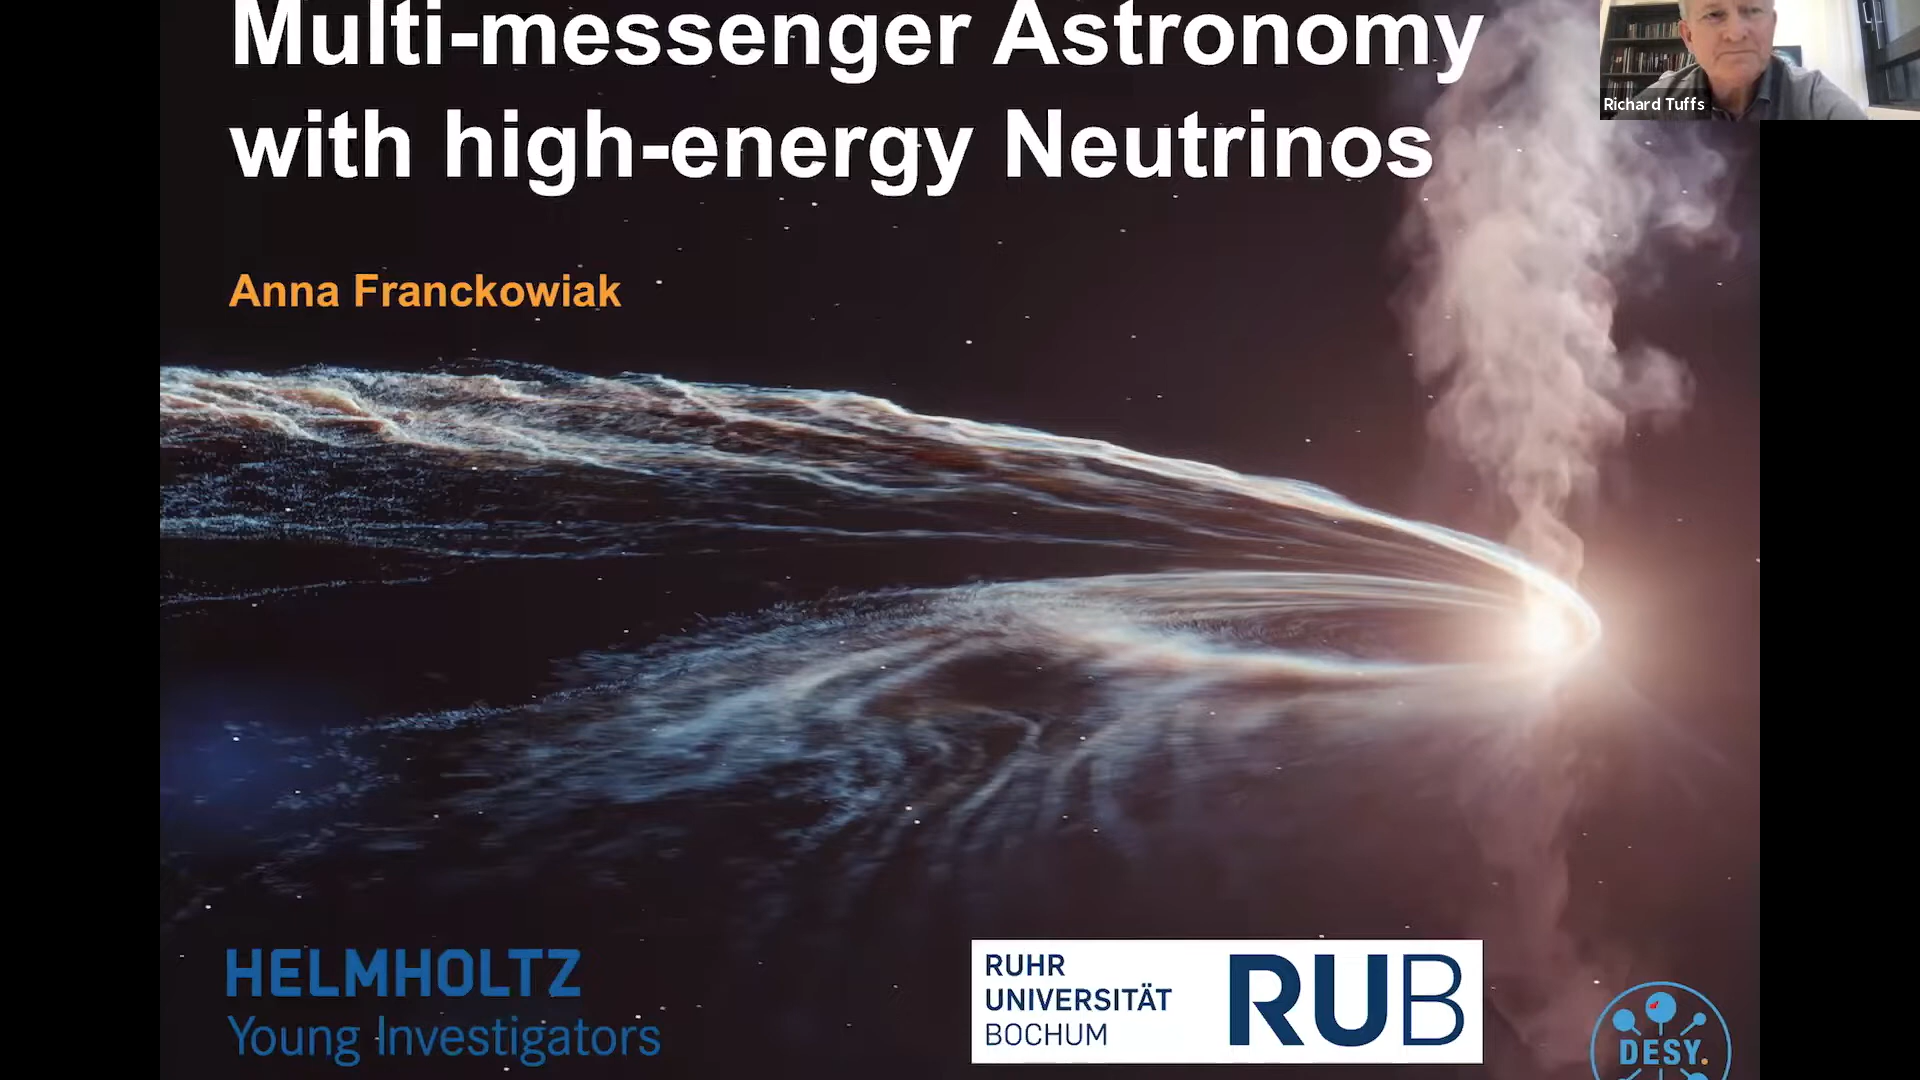 Multi-messenger Astronomy
with high-energy Neutrinos
Richard Tuffs
Anna Franckowiak
HELMHOLTZ
Young Investigators
RUHR
UNIVERSITÄT
BOCHUM
RUB
DESY.